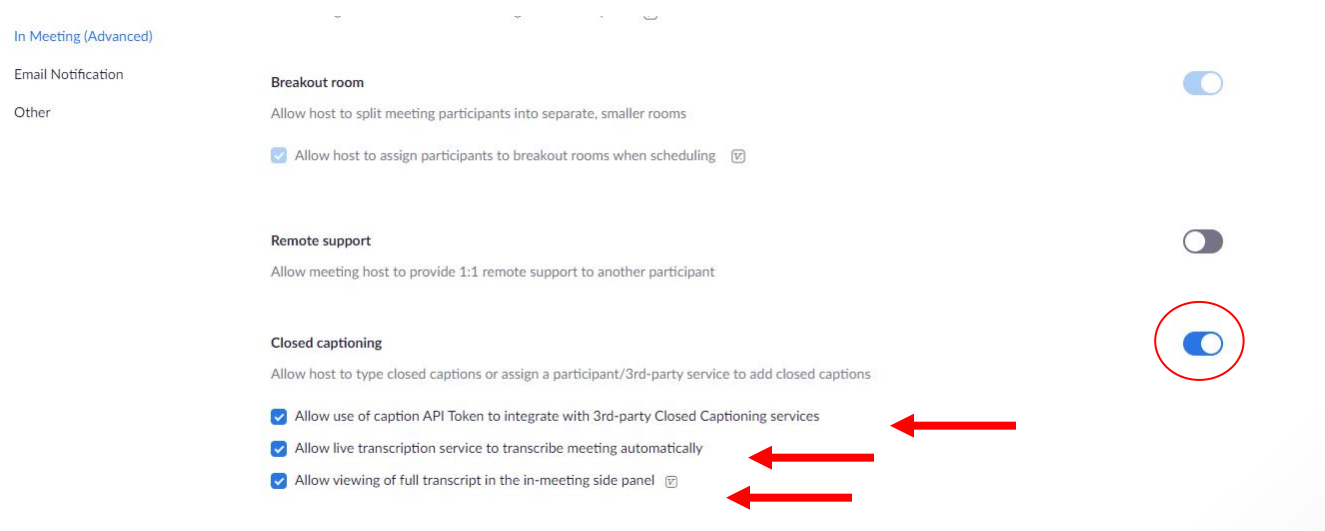 In Meeting (Advanced)
Email Notification
Other
Breakout room
Allow host to split meeting participants into separate, smaller rooms
Allow host to assign participants to breakout rooms when scheduling
Remote support
Allow meeting host to provide 1:1 remote support to another participant
Closed captioning
Allow host to type closed captions or assign a participant/3rd-party service to add closed captions
Allow use of caption API Token to integrate with 3rd-party Closed Captioning services
Allow live transcription service to transcribe meeting automatically
Allow viewing of full transcript in the in-meeting side panel